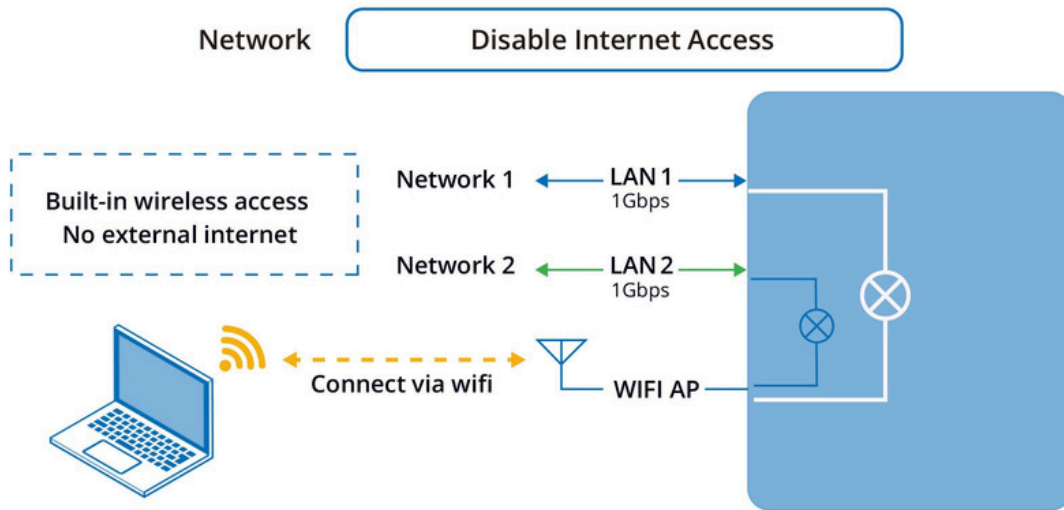 Network
Disable Internet Access
Built-in wireless access
No external internet
Network 1
LAN 1
1Gbps
Network 2
LAN 2
1Gbps
Connect via wifi
WIFI AP